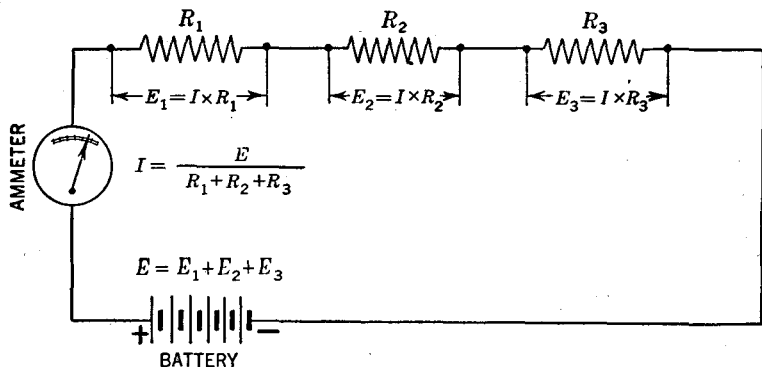 R₁ R₂ R₃
E₁ = I × R₁ E₂ = I × R₂ E₃ = I × R₃
AMMETER
I = E / R₁ + R₂ + R₃
E = E₁ + E₂ + E₃
+ −
BATTERY